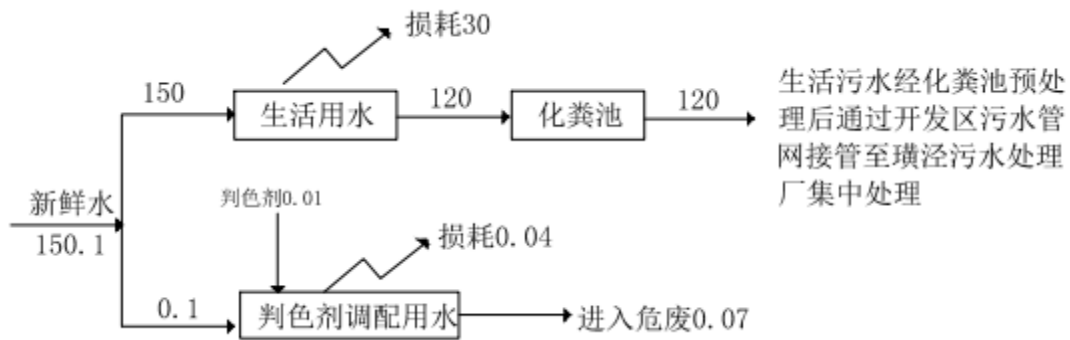 损耗30
150
生活用水
120
化粪池
120
生活污水经化粪池预处
理后通过开发区污水管
网接管至璜泾污水处理
厂集中处理
新鲜水
150.1
判色剂0.01
损耗0.04
0.1
判色剂调配用水
进入危废0.07